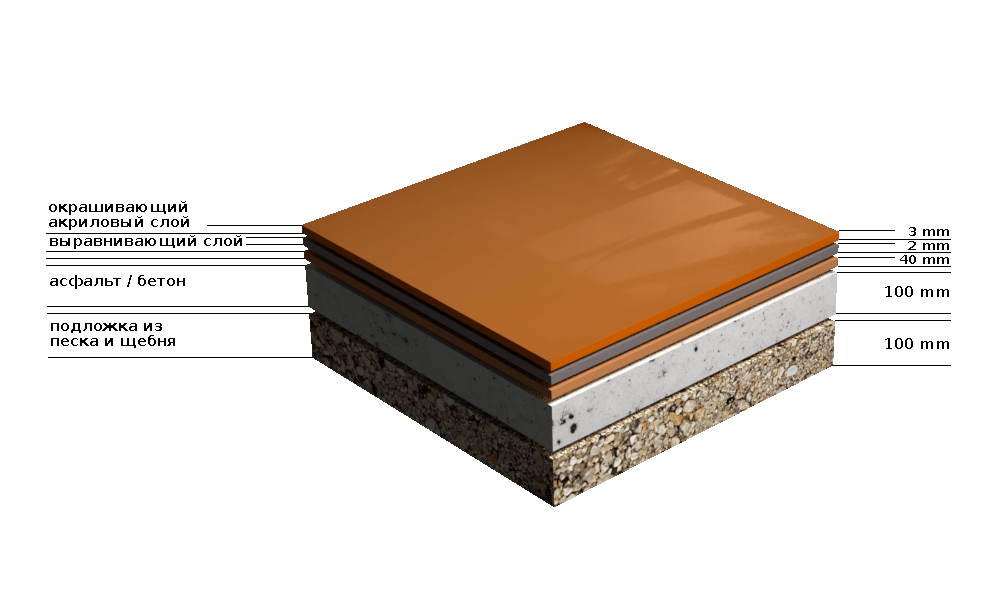 окрашивающий
акриловый слой
выравнивающий слой
асфальт / бетон
подложка из
песка и щебня
3 mm
2 mm
40 mm
100 mm
100 mm